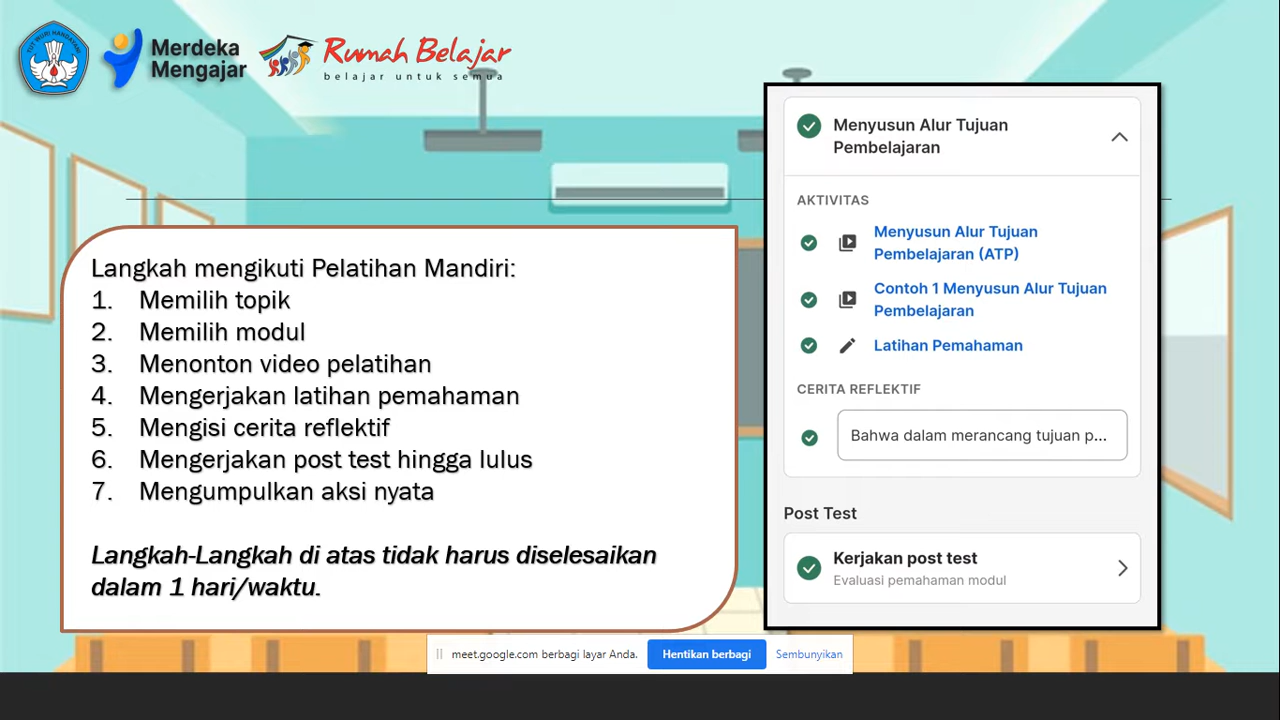 TUT WURI HANDAYANI
Merdeka
Mengajar
Rumah Belajar
belajar untuk semua
Langkah mengikuti Pelatihan Mandiri:
1. Memilih topik
2. Memilih modul
3. Menonton video pelatihan
4. Mengerjakan latihan pemahaman
5. Mengisi cerita reflektif
6. Mengerjakan post test hingga lulus
7. Mengumpulkan aksi nyata
Langkah-Langkah di atas tidak harus diselesaikan
dalam 1 hari/waktu.
Menyusun Alur Tujuan
Pembelajaran
AKTIVITAS
Menyusun Alur Tujuan
Pembelajaran (ATP)
Contoh 1 Menyusun Alur Tujuan
Pembelajaran
Latihan Pemahaman
CERITA REFLEKTIF
Bahwa dalam merancang tujuan p...
Post Test
Kerjakan post test
Evaluasi pemahaman modul
meet.google.com berbagi layar Anda.
Hentikan berbagi
Sembunyikan